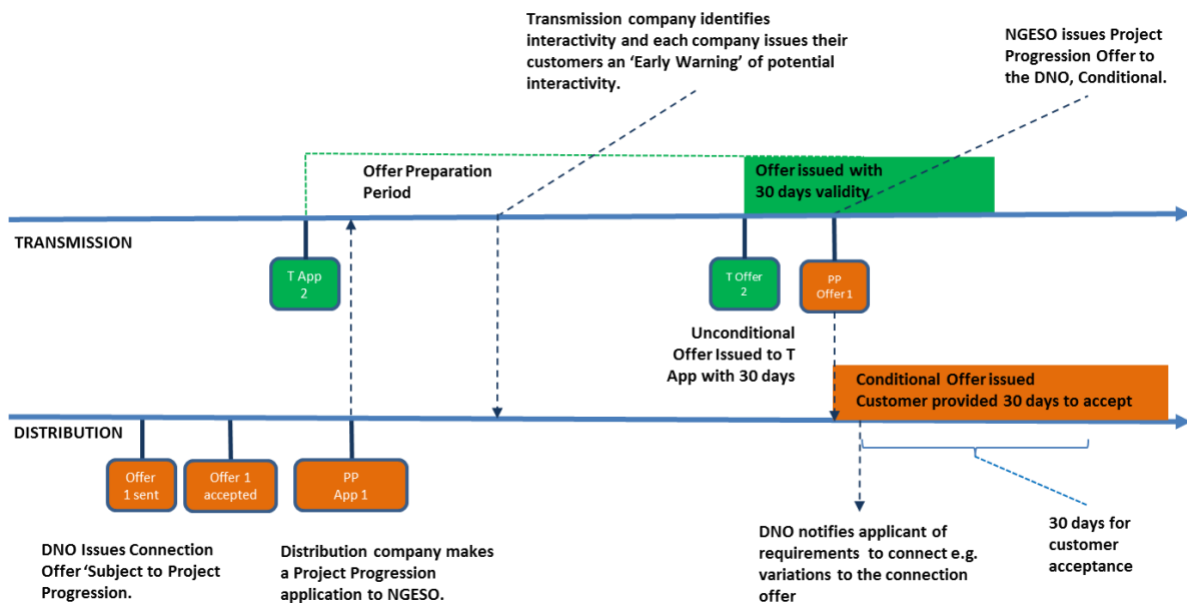 Transmission company identifies
interactivity and each company issues their
customers an ‘Early Warning’ of potential
interactivity.
NGESO issues Project
Progression Offer to
the DNO, Conditional.
Offer Preparation
Period
Offer issued with
30 days validity
TRANSMISSION
T App
2
T Offer
2
PP
Offer 1
Unconditional
Offer Issued to T
App with 30 days
Conditional Offer issued
Customer provided 30 days to accept
DISTRIBUTION
Offer
1 sent
Offer 1
accepted
PP
App 1
DNO Issues Connection
Offer ‘Subject to Project
Progression.
Distribution company makes
a Project Progression
application to NGESO.
DNO notifies applicant of
requirements to connect e.g.
variations to the connection
offer
30 days for
customer
acceptance